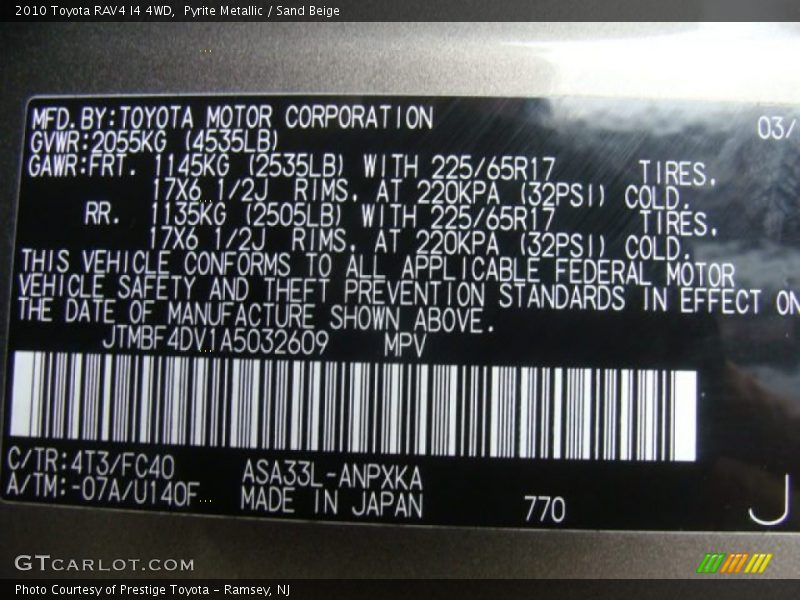 2010 Toyota RAV4 I4 4WD,  Pyrite Metallic / Sand Beige
MFD.BY:TOYOTA MOTOR CORPORATION 03/
GVWR:2055KG (4535LB)
GAWR:FRT. 1145KG (2535LB) WITH 225/65R17 TIRES.
17X6 1/2J RIMS. AT 220KPA (32PSI) COLD.
RR. 1135KG (2505LB) WITH 225/65R17 TIRES.
17X6 1/2J RIMS. AT 220KPA (32PSI) COLD.
THIS VEHICLE CONFORMS TO ALL APPLICABLE FEDERAL MOTOR
VEHICLE SAFETY AND THEFT PREVENTION STANDARDS IN EFFECT ON
THE DATE OF MANUFACTURE SHOWN ABOVE.
JTMBF4DV1A5032609 MPV
C/TR:4T3/FC40 ASA33L-ANPXKA
A/TM:-07A/U140F MADE IN JAPAN 770 J
GTCARLOT.COM
Photo Courtesy of Prestige Toyota - Ramsey, NJ